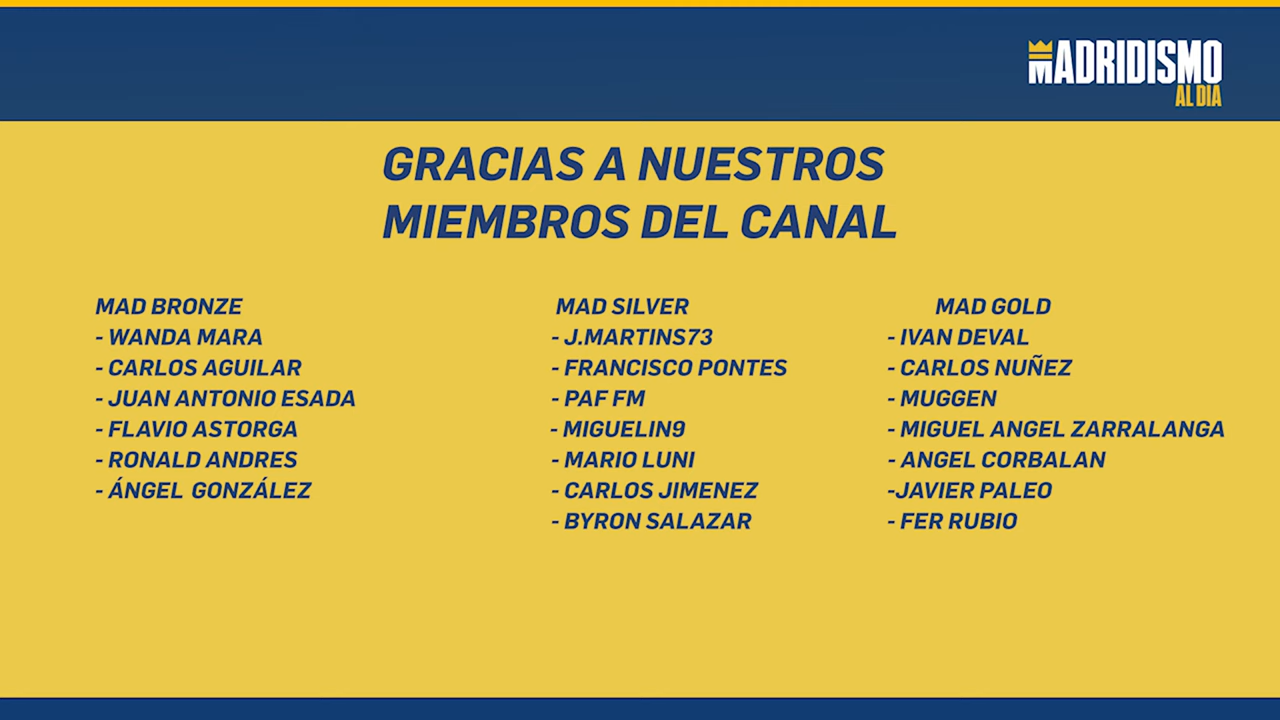 MADRIDISMO
AL DIA
GRACIAS A NUESTROS
MIEMBROS DEL CANAL
MAD BRONZE
- WANDA MARA
- CARLOS AGUILAR
- JUAN ANTONIO ESADA
- FLAVIO ASTORGA
- RONALD ANDRES
- ÁNGEL GONZÁLEZ
MAD SILVER
- J.MARTINS73
- FRANCISCO PONTES
- PAF FM
- MIGUELIN9
- MARIO LUNI
- CARLOS JIMENEZ
- BYRON SALAZAR
MAD GOLD
- IVAN DEVAL
- CARLOS NUÑEZ
- MUGGEN
- MIGUEL ANGEL ZARRALANGA
- ANGEL CORBALAN
-JAVIER PALEO
- FER RUBIO